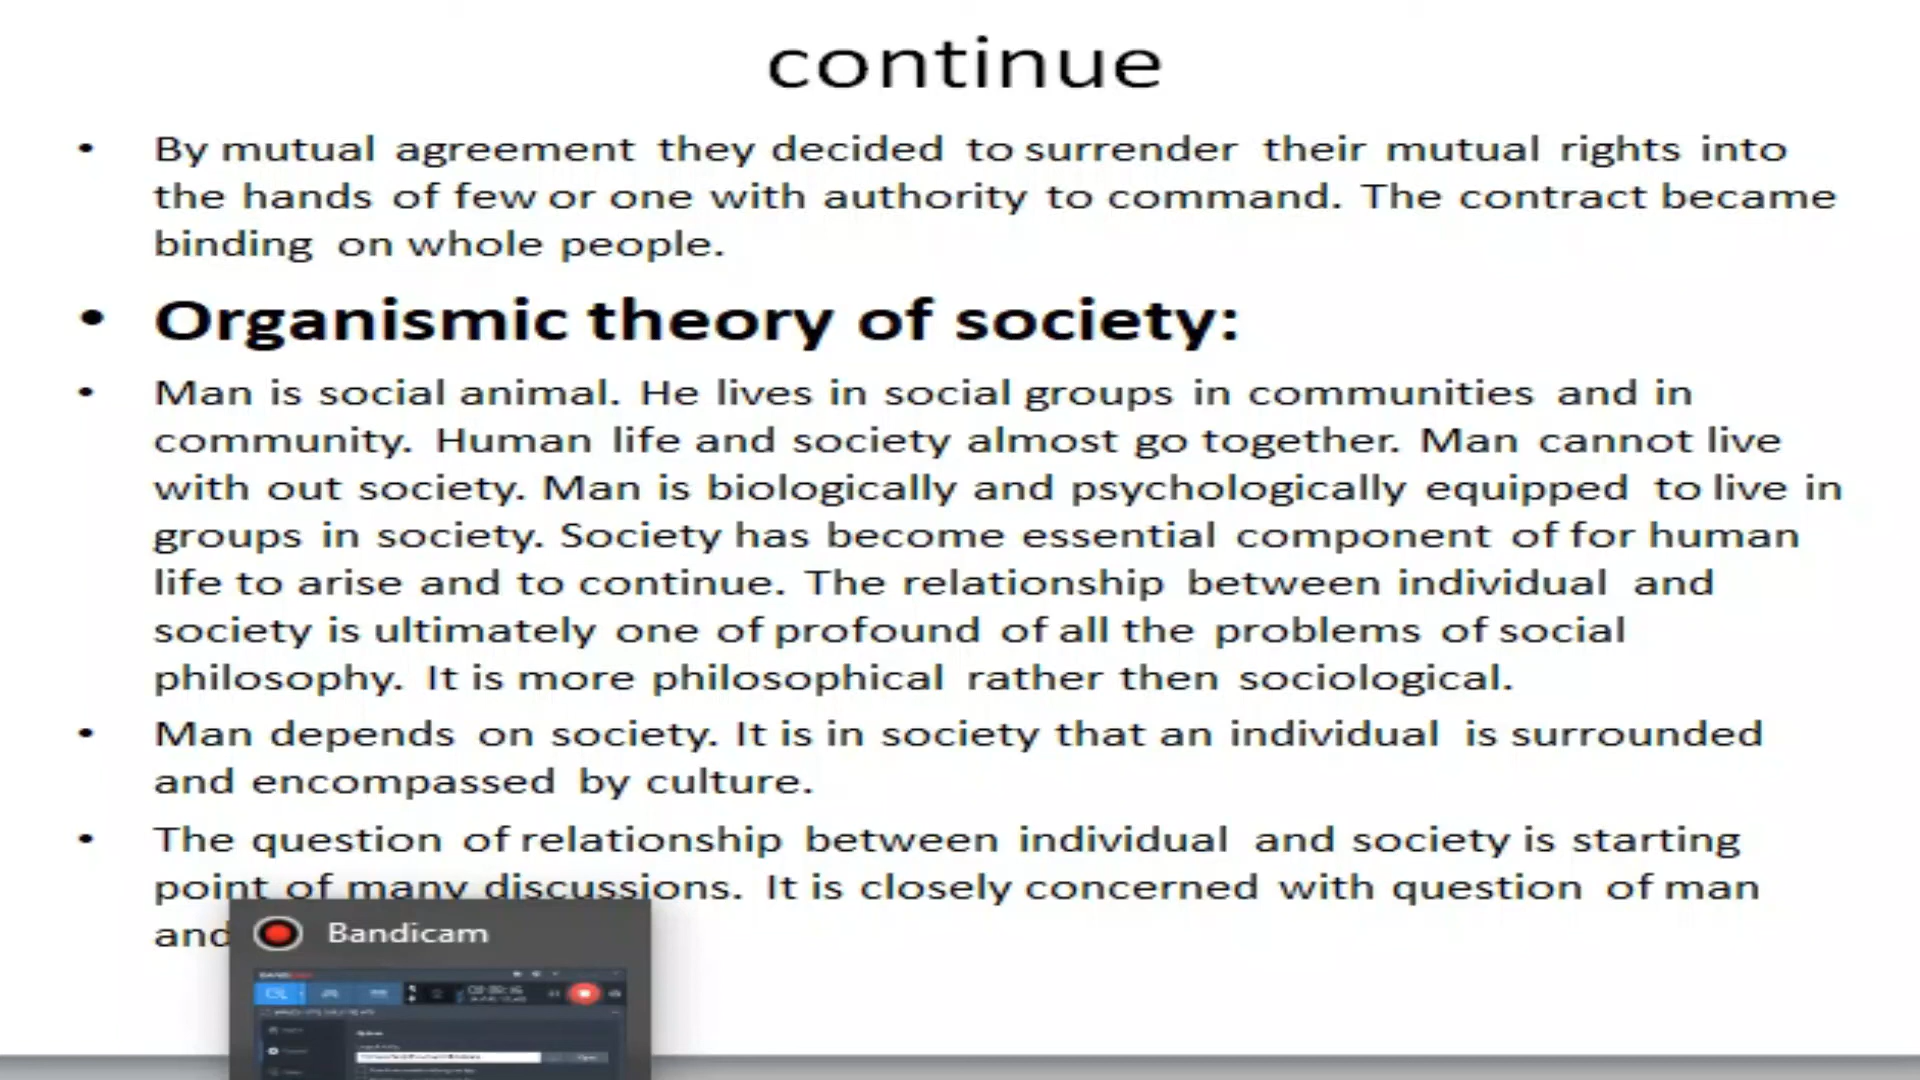 continue
• By mutual agreement they decided to surrender their mutual rights into
the hands of few or one with authority to command. The contract became
binding on whole people.
• Organismic theory of society:
• Man is social animal. He lives in social groups in communities and in
community. Human life and society almost go together. Man cannot live
with out society. Man is biologically and psychologically equipped to live in
groups in society. Society has become essential component of for human
life to arise and to continue. The relationship between individual and
society is ultimately one of profound of all the problems of social
philosophy. It is more philosophical rather then sociological.
• Man depends on society. It is in society that an individual is surrounded
and encompassed by culture.
• The question of relationship between individual and society is starting
point of many discussions. It is closely concerned with question of man
and
Bandicam